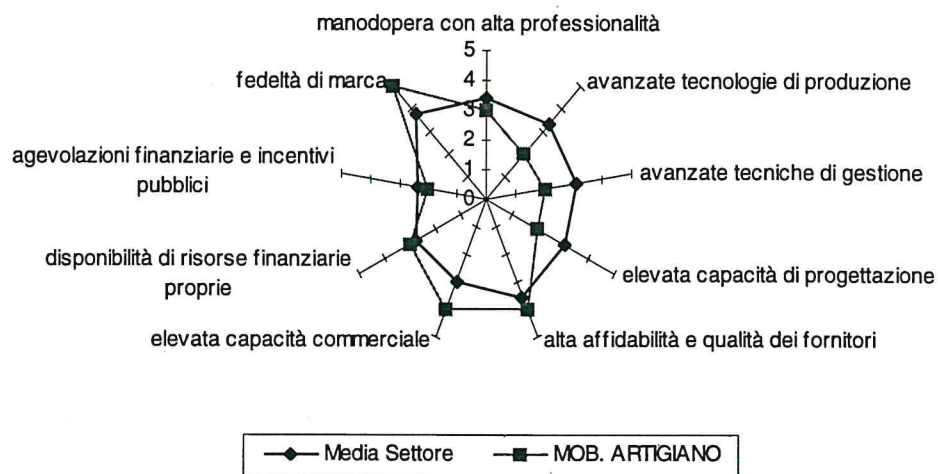 manodopera con alta professionalità
5
4
3
2
1
0
fedeltà di marca
avanzate tecnologie di produzione
agevolazioni finanziarie e incentivi
pubblici
avanzate tecniche di gestione
disponibilità di risorse finanziarie
proprie
elevata capacità di progettazione
elevata capacità commerciale
alta affidabilità e qualità dei fornitori
Media Settore
MOB. ARTIGIANO